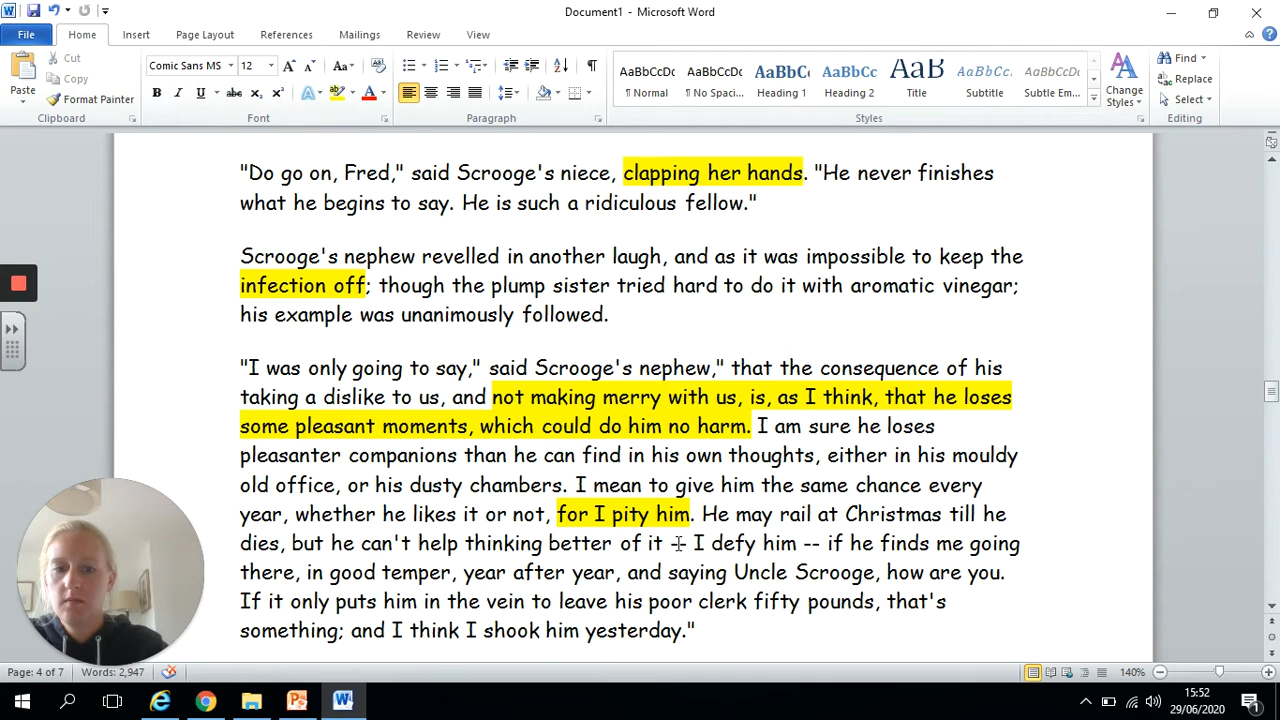 Document1 - Microsoft Word
File Home Insert Page Layout References Mailings Review View
Paste
Cut
Copy
Format Painter
Clipboard
Comic Sans MS 12
Font
Paragraph
AaBbCcDc AaBbCcDc AaBbC AaBbCc AaB AaBbCcL AaBbCcDc
¶ Normal ¶ No Spaci... Heading 1 Heading 2 Title Subtitle Subtle Em...
Styles
Change
Styles
Find
Replace
Select
Editing
"Do go on, Fred," said Scrooge's niece, clapping her hands. "He never finishes
what he begins to say. He is such a ridiculous fellow."
Scrooge's nephew revelled in another laugh, and as it was impossible to keep the
infection off; though the plump sister tried hard to do it with aromatic vinegar;
his example was unanimously followed.
"I was only going to say," said Scrooge's nephew," that the consequence of his
taking a dislike to us, and not making merry with us, is, as I think, that he loses
some pleasant moments, which could do him no harm. I am sure he loses
pleasanter companions than he can find in his own thoughts, either in his mouldy
old office, or his dusty chambers. I mean to give him the same chance every
year, whether he likes it or not, for I pity him. He may rail at Christmas till he
dies, but he can't help thinking better of it -- I defy him -- if he finds me going
there, in good temper, year after year, and saying Uncle Scrooge, how are you.
If it only puts him in the vein to leave his poor clerk fifty pounds, that's
something; and I think I shook him yesterday."
Page: 4 of 7 Words: 2,947 140%
15:52
29/06/2020